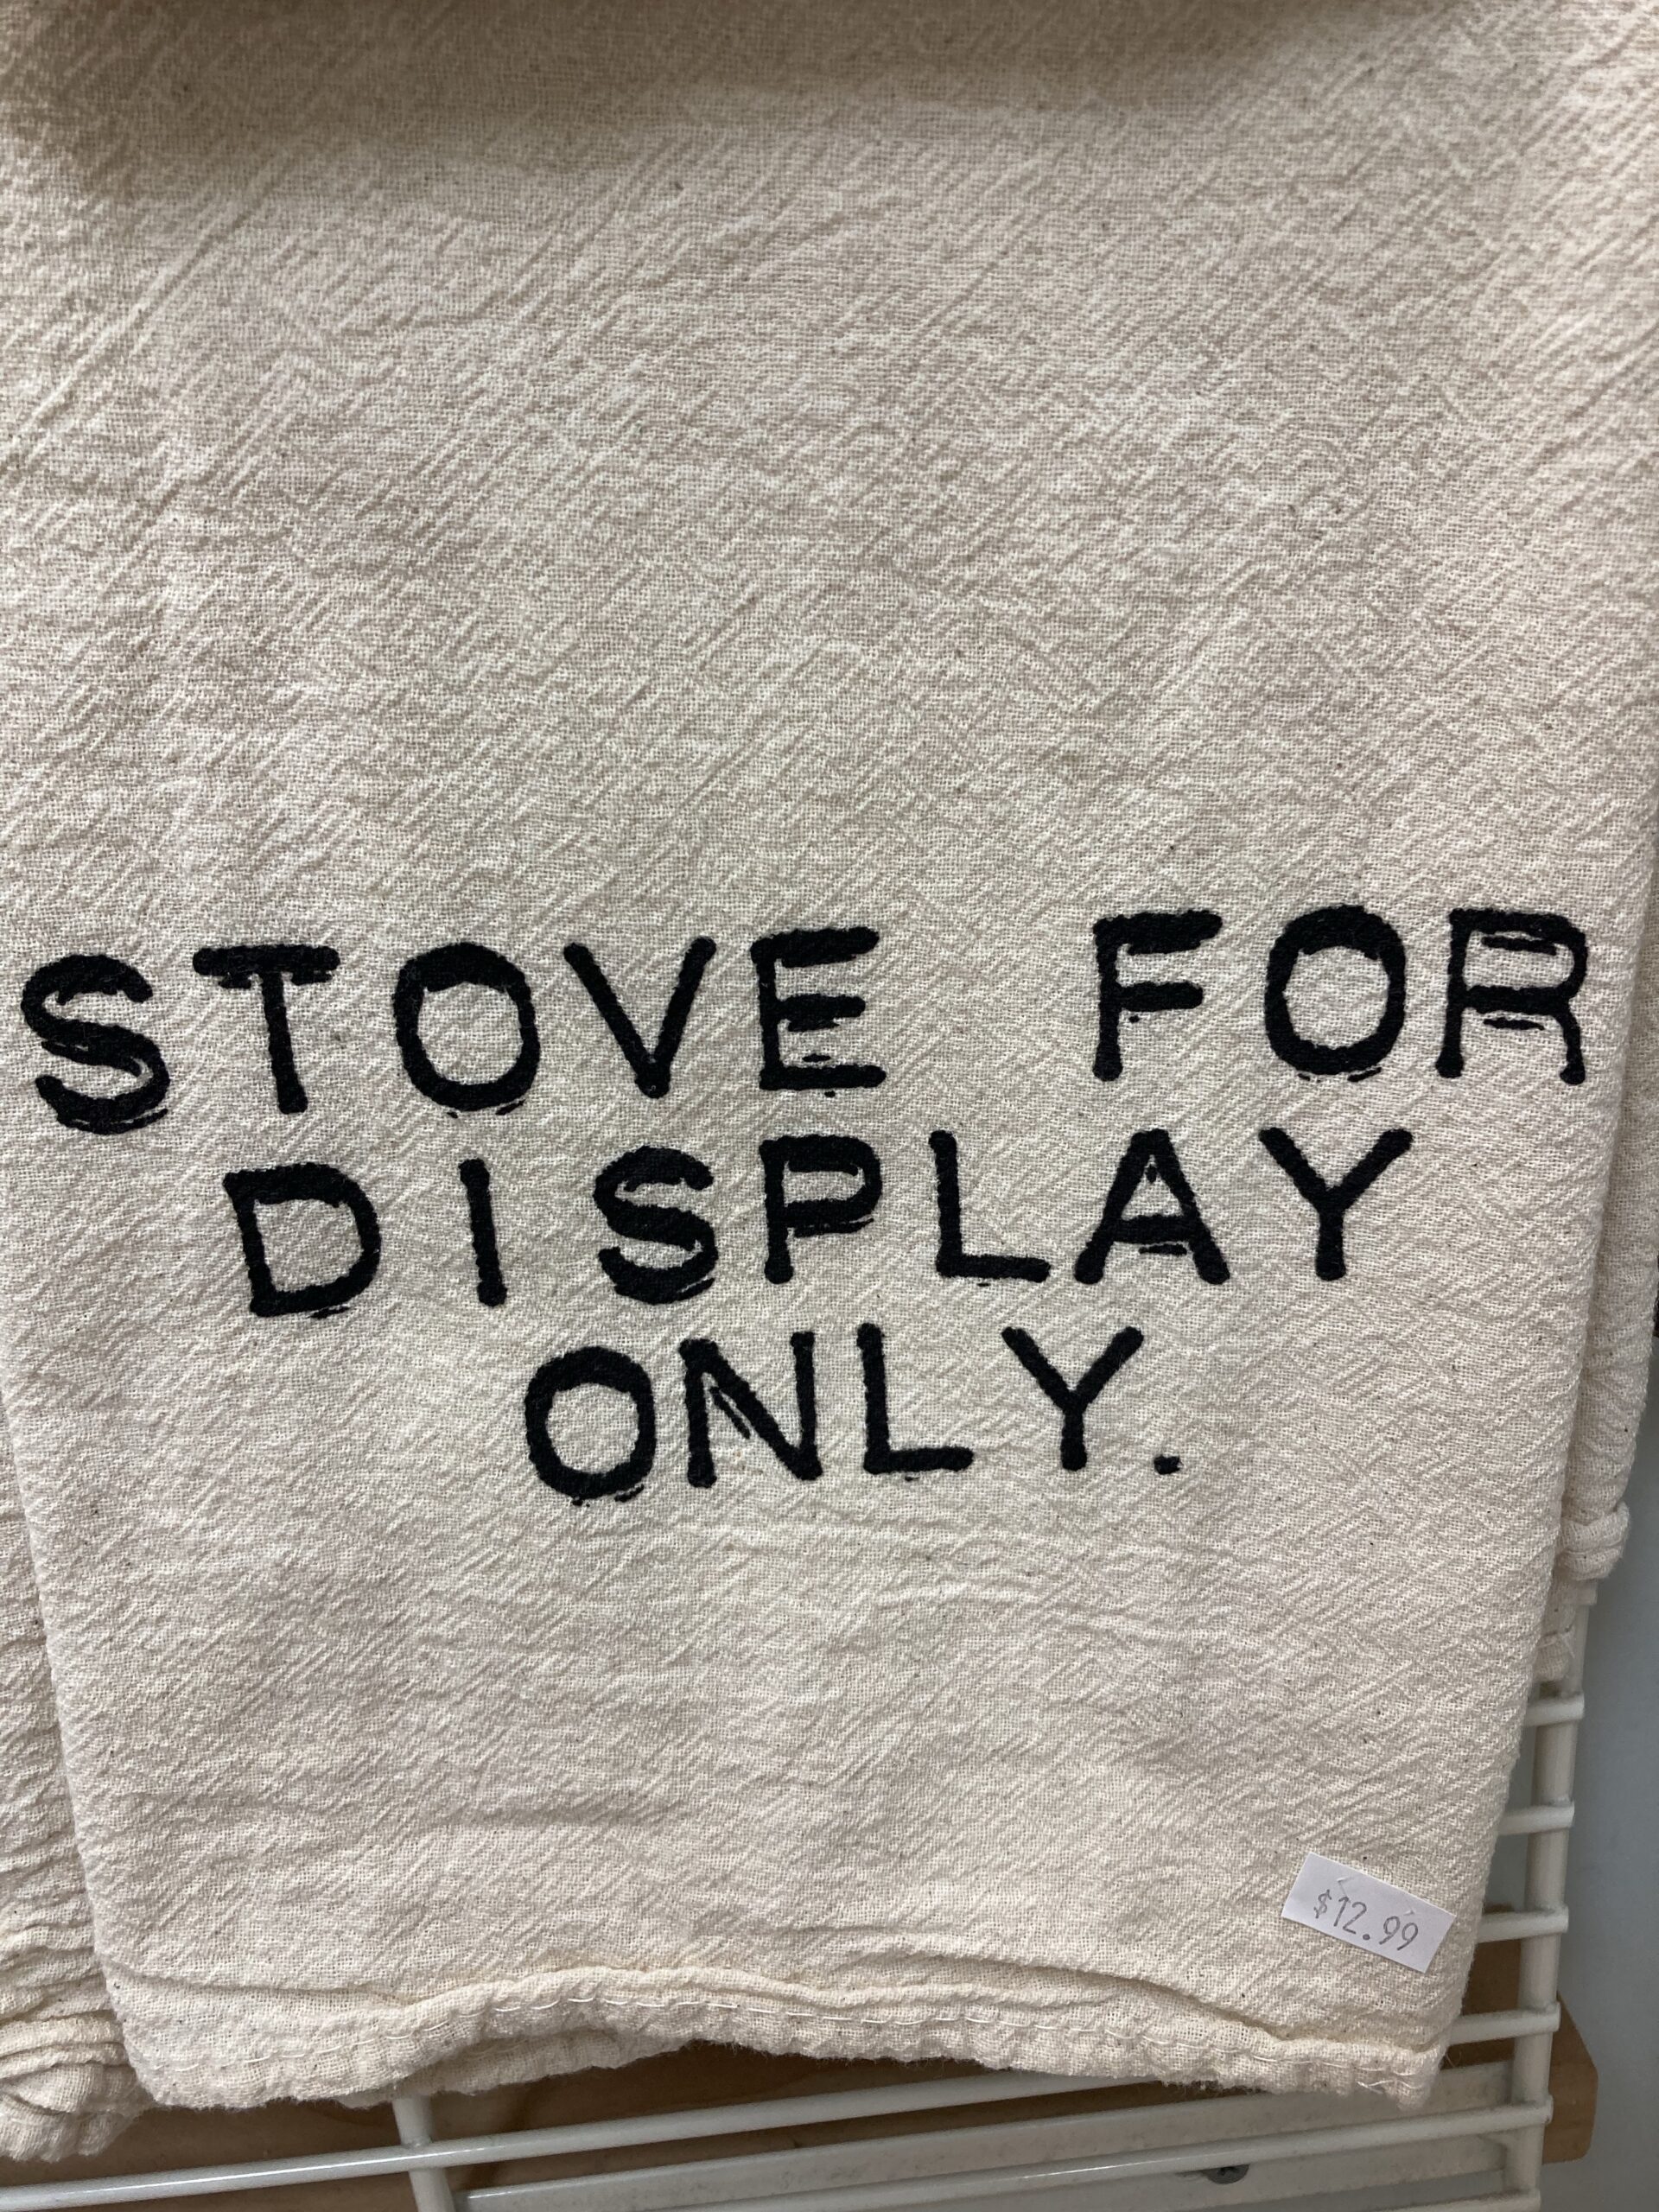 STOVE FOR
DISPLAY
ONLY.
$12.99